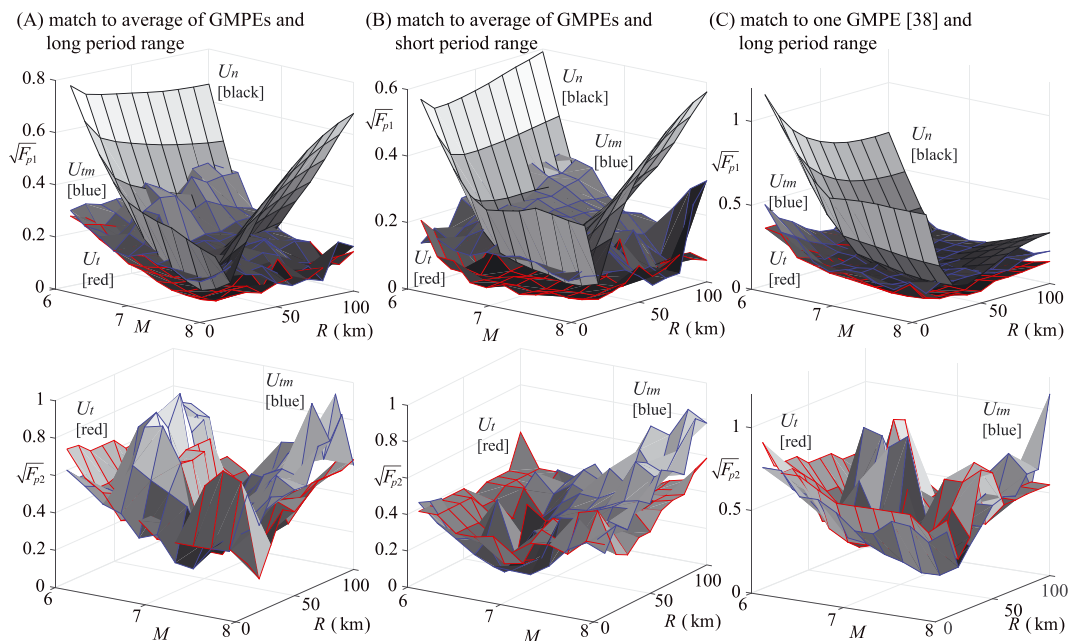 (A) match to average of GMPEs and
long period range
(B) match to average of GMPEs and
short period range
(C) match to one GMPE [38] and
long period range
0.8
0.6
0.4
0.2
0
√Fp1
Un
[black]
Utm
[blue]
Ut
[red]
6
7
8
M
0
50
100
R (km)
0.6
0.4
0.2
0
√Fp1
Un
[black]
Utm
[blue]
Ut
[red]
6
7
8
M
0
50
100
R (km)
1
0.5
0
√Fp1
Un
[black]
Utm
[blue]
Ut
[red]
6
7
8
M
0
50
100
R (km)
1
0.8
0.6
0.4
0.2
0
√Fp2
Ut
[red]
Utm
[blue]
6
7
8
M
0
50
100
R (km)
1
0.8
0.6
0.4
0.2
0
√Fp2
Ut
[red]
Utm
[blue]
6
7
8
M
0
50
100
R (km)
1
0.5
0
√Fp2
Ut
[red]
Utm
[blue]
6
7
8
M
0
50
100
R (km)